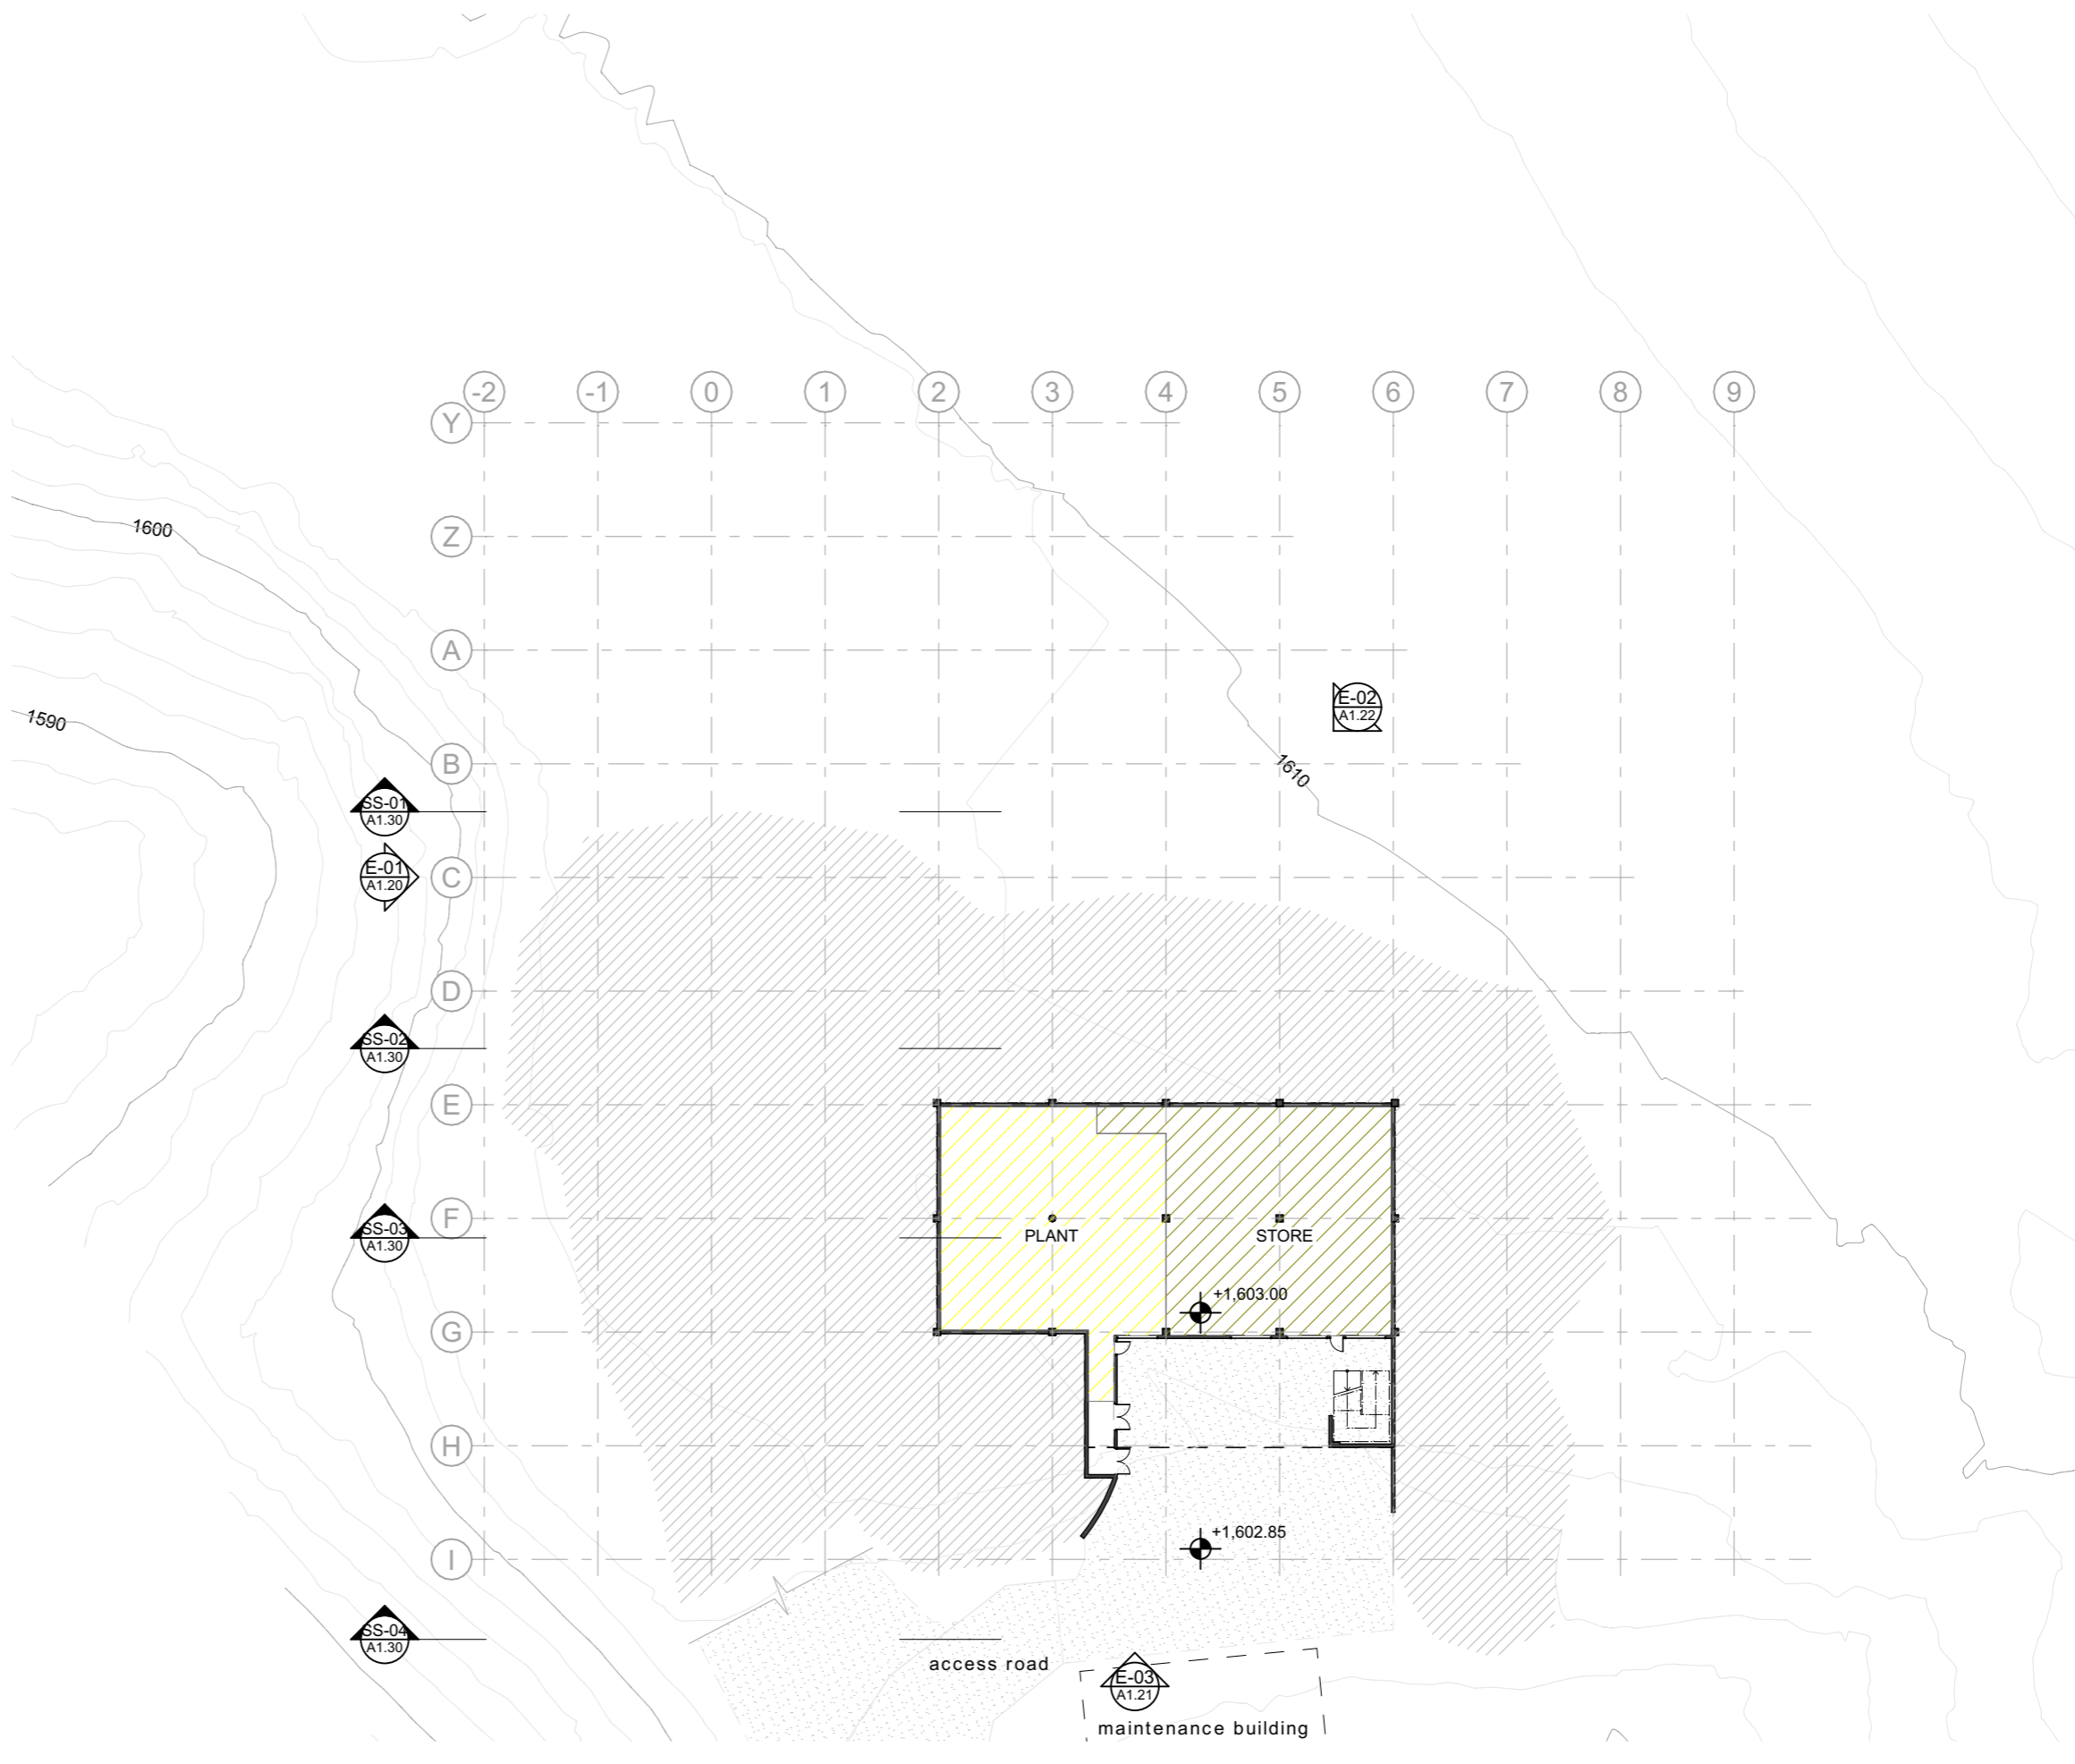 -2 -1 0 1 2 3 4 5 6 7 8 9
Y
1600
Z
A
E-02
A1.22
1590
B
1610
SS-01
A1.30
E-01
A1.20
C
D
SS-02
A1.30
E
F
SS-03
A1.30
PLANT
STORE
+1,603.00
G
H
+1,602.85
I
SS-04
A1.30
access road
E-03
A1.21
maintenance building